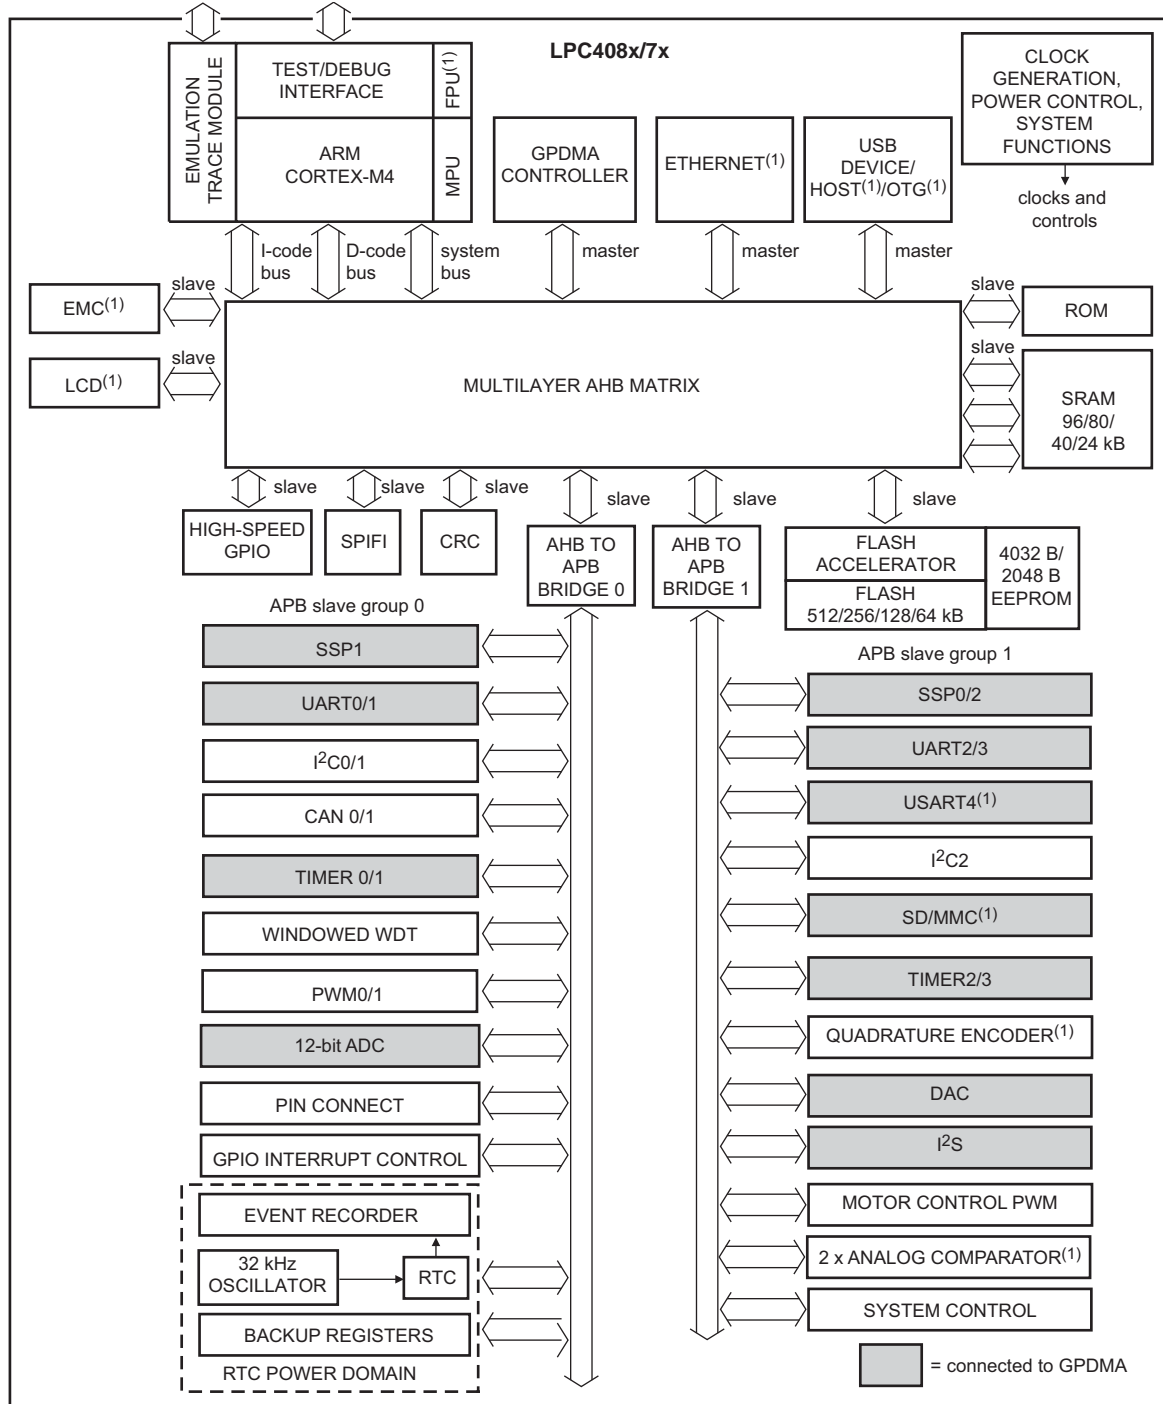 LPC408x/7x
EMULATION
TRACE MODULE
TEST/DEBUG
INTERFACE
FPU(1)
ARM
CORTEX-M4
MPU
GPDMA
CONTROLLER
ETHERNET(1)
USB
DEVICE/
HOST(1)/OTG(1)
CLOCK
GENERATION,
POWER CONTROL,
SYSTEM
FUNCTIONS
clocks and
controls
I-code
bus
D-code
bus
system
bus
master
master
master
slave
EMC(1)
slave
LCD(1)
MULTILAYER AHB MATRIX
slave
ROM
slave
SRAM
96/80/
40/24 kB
slave
slave
slave
slave
slave
slave
HIGH-SPEED
GPIO
SPIFI
CRC
AHB TO
APB
BRIDGE 0
AHB TO
APB
BRIDGE 1
FLASH
ACCELERATOR
FLASH
512/256/128/64 kB
4032 B/
2048 B
EEPROM
APB slave group 0
SSP1
UART0/1
I2C0/1
CAN 0/1
TIMER 0/1
WINDOWED WDT
PWM0/1
12-bit ADC
PIN CONNECT
GPIO INTERRUPT CONTROL
EVENT RECORDER
32 kHz
OSCILLATOR
RTC
BACKUP REGISTERS
RTC POWER DOMAIN
APB slave group 1
SSP0/2
UART2/3
USART4(1)
I2C2
SD/MMC(1)
TIMER2/3
QUADRATURE ENCODER(1)
DAC
I2S
MOTOR CONTROL PWM
2 x ANALOG COMPARATOR(1)
SYSTEM CONTROL
= connected to GPDMA